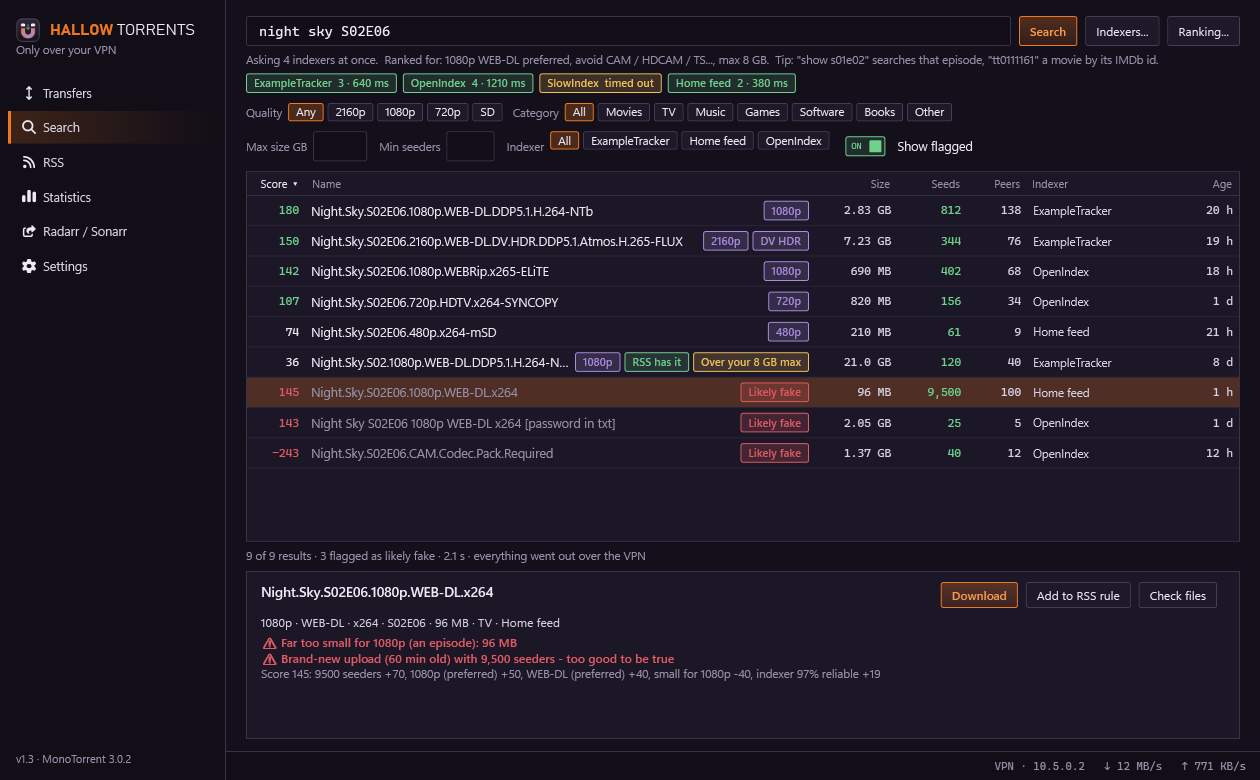 HALLOW TORRENTS
Only over your VPN
Transfers
Search
RSS
Statistics
Radarr / Sonarr
Settings
v1.3 · MonoTorrent 3.0.2
night sky S02E06
Search
Indexers...
Ranking...
Asking 4 indexers at once. Ranked for: 1080p WEB-DL preferred, avoid CAM / HDCAM / TS..., max 8 GB. Tip: "show s01e02" searches that episode, "tt0111161" a movie by its IMDb id.
ExampleTracker 3 · 640 ms
OpenIndex 4 · 1210 ms
SlowIndex timed out
Home feed 2 · 380 ms
Quality Any 2160p 1080p 720p SD Category All Movies TV Music Games Software Books Other
Max size GB Min seeders Indexer All ExampleTracker Home feed OpenIndex ON Show flagged
Score ▾ Name Size Seeds Peers Indexer Age
180 Night.Sky.S02E06.1080p.WEB-DL.DDP5.1.H.264-NTb 1080p 2.83 GB 812 138 ExampleTracker 20 h
150 Night.Sky.S02E06.2160p.WEB-DL.DV.HDR.DDP5.1.Atmos.H.265-FLUX 2160p DV HDR 7.23 GB 344 76 ExampleTracker 19 h
142 Night.Sky.S02E06.1080p.WEBRip.x265-ELiTE 1080p 690 MB 402 68 OpenIndex 18 h
107 Night.Sky.S02E06.720p.HDTV.x264-SYNCOPY 720p 820 MB 156 34 OpenIndex 1 d
74 Night.Sky.S02E06.480p.x264-mSD 480p 210 MB 61 9 Home feed 21 h
36 Night.Sky.S02.1080p.WEB-DL.DDP5.1.H.264-N... 1080p RSS has it Over your 8 GB max 21.0 GB 120 40 ExampleTracker 8 d
145 Night.Sky.S02E06.1080p.WEB-DL.x264 Likely fake 96 MB 9,500 100 Home feed 1 h
143 Night Sky S02E06 1080p WEB-DL x264 [password in txt] Likely fake 2.05 GB 25 5 OpenIndex 1 d
−243 Night.Sky.S02E06.CAM.Codec.Pack.Required Likely fake 1.37 GB 40 12 OpenIndex 12 h
9 of 9 results · 3 flagged as likely fake · 2.1 s · everything went out over the VPN
Night.Sky.S02E06.1080p.WEB-DL.x264
Download
Add to RSS rule
Check files
1080p · WEB-DL · x264 · S02E06 · 96 MB · TV · Home feed
Far too small for 1080p (an episode): 96 MB
Brand-new upload (60 min old) with 9,500 seeders - too good to be true
Score 145: 9500 seeders +70, 1080p (preferred) +50, WEB-DL (preferred) +40, small for 1080p -40, indexer 97% reliable +19
VPN · 10.5.0.2 ↓ 12 MB/s ↑ 771 KB/s